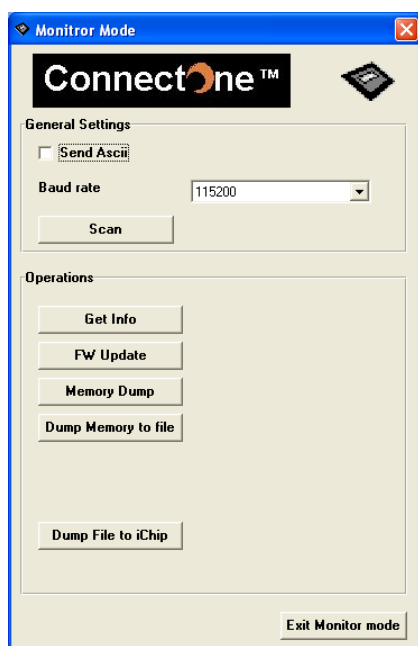 Monitror Mode
ConnectOne™
General Settings
Send Ascii
Baud rate
115200
Scan
Operations
Get Info
FW Update
Memory Dump
Dump Memory to file
Dump File to iChip
Exit Monitor mode